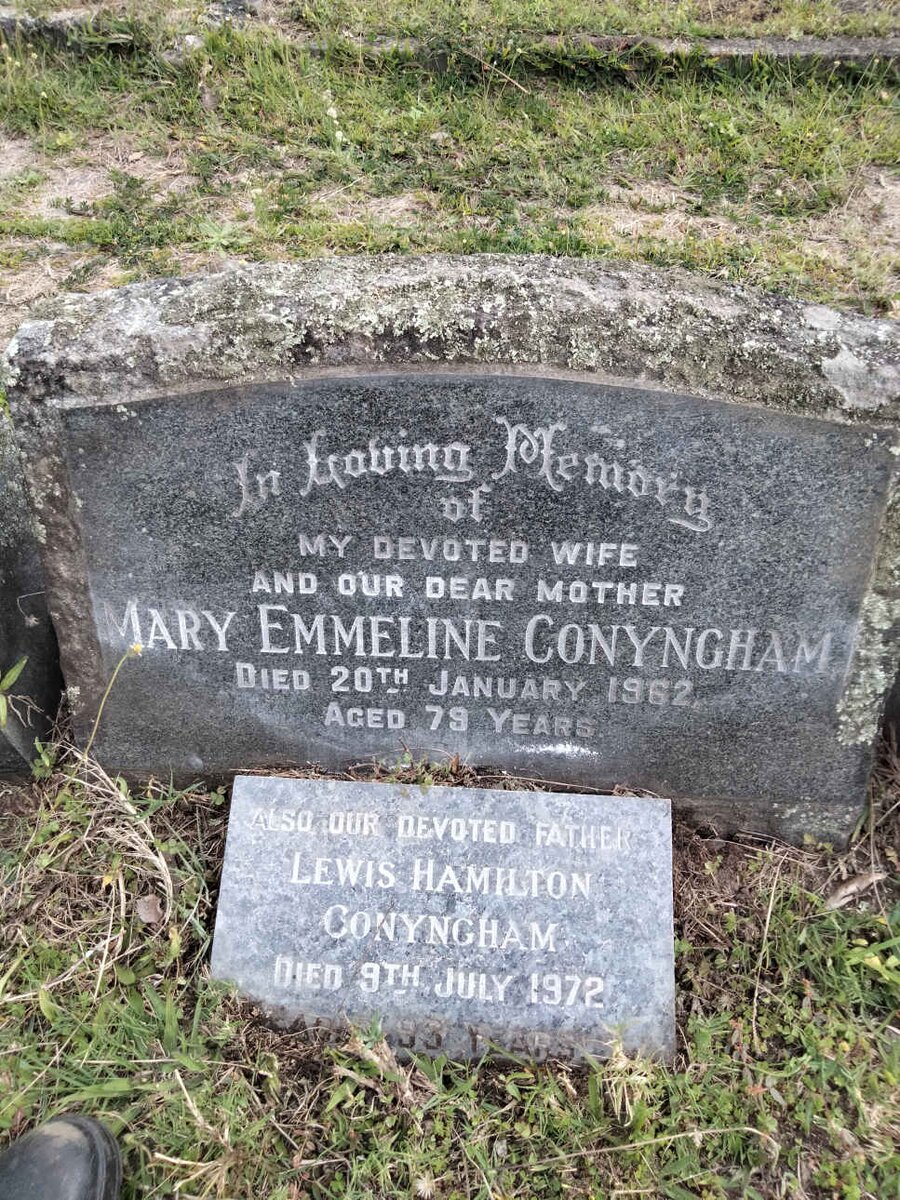 In Loving Memory
of
MY DEVOTED WIFE
AND OUR DEAR MOTHER
MARY EMMELINE CONYNGHAM
DIED 20TH JANUARY 1962,
AGED 79 YEARS
ALSO OUR DEVOTED FATHER
LEWIS HAMILTON
CONYNGHAM
DIED 9TH JULY 1972
YEARS